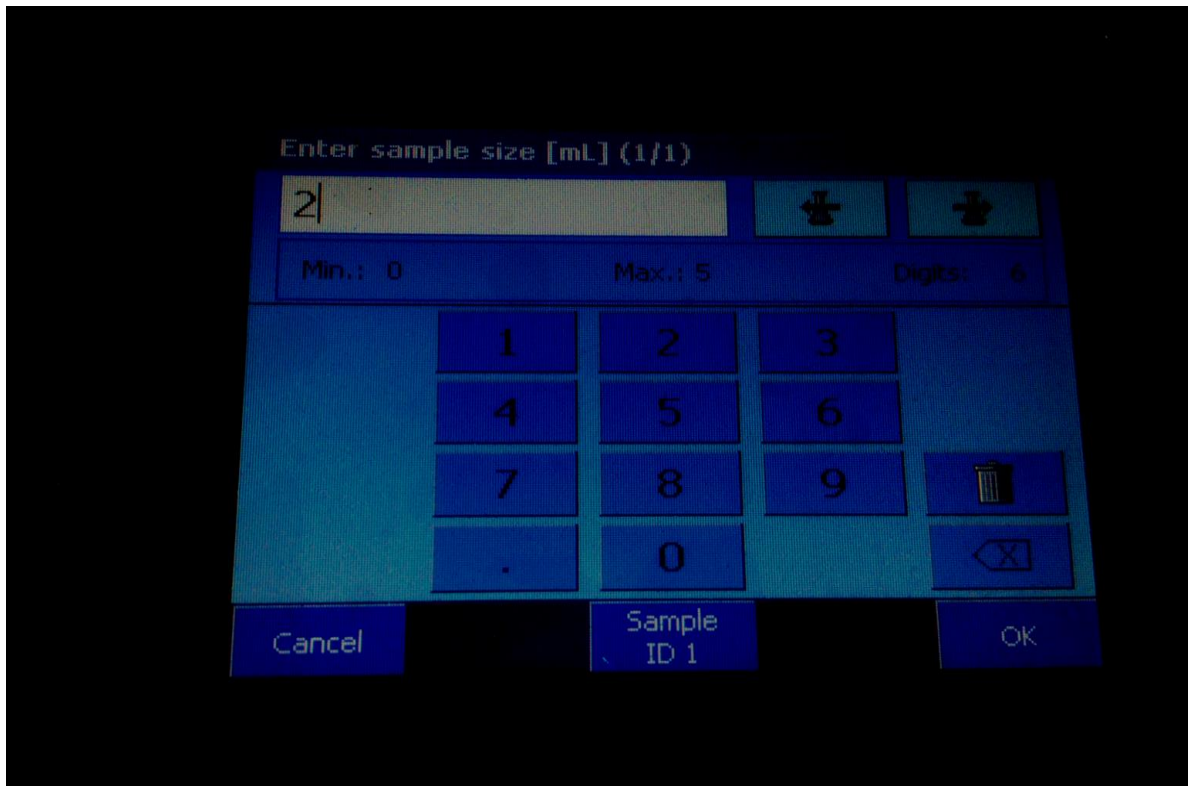 Enter sample size [mL] (1/1)
2
Min.: 0 Max.: 5 Digits: 6
1 2 3
4 5 6
7 8 9
. 0
Cancel
Sample
ID 1
OK